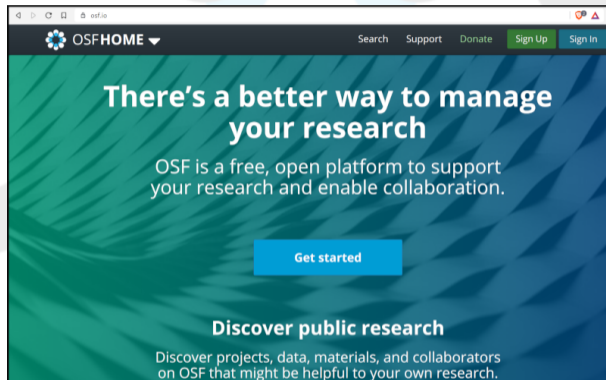 osf.io
OSFHOME
Search Support Donate Sign Up Sign In
There's a better way to manage
your research
OSF is a free, open platform to support
your research and enable collaboration.
Get started
Discover public research
Discover projects, data, materials, and collaborators
on OSF that might be helpful to your own research.